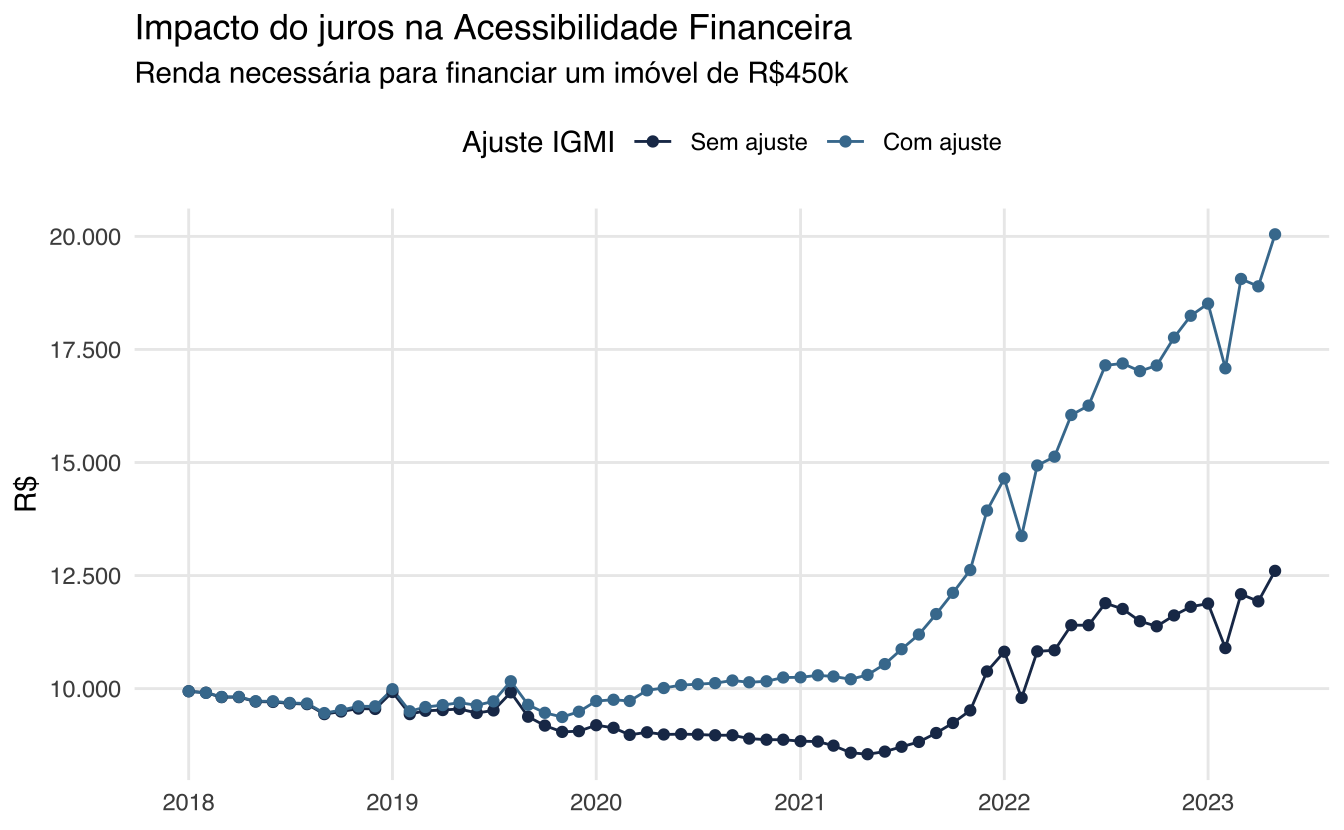 Impacto do juros na Acessibilidade Financeira
Renda necessária para financiar um imóvel de R$450k
Ajuste IGMI Sem ajuste Com ajuste
20.000
17.500
15.000
12.500
10.000
R$
2018 2019 2020 2021 2022 2023